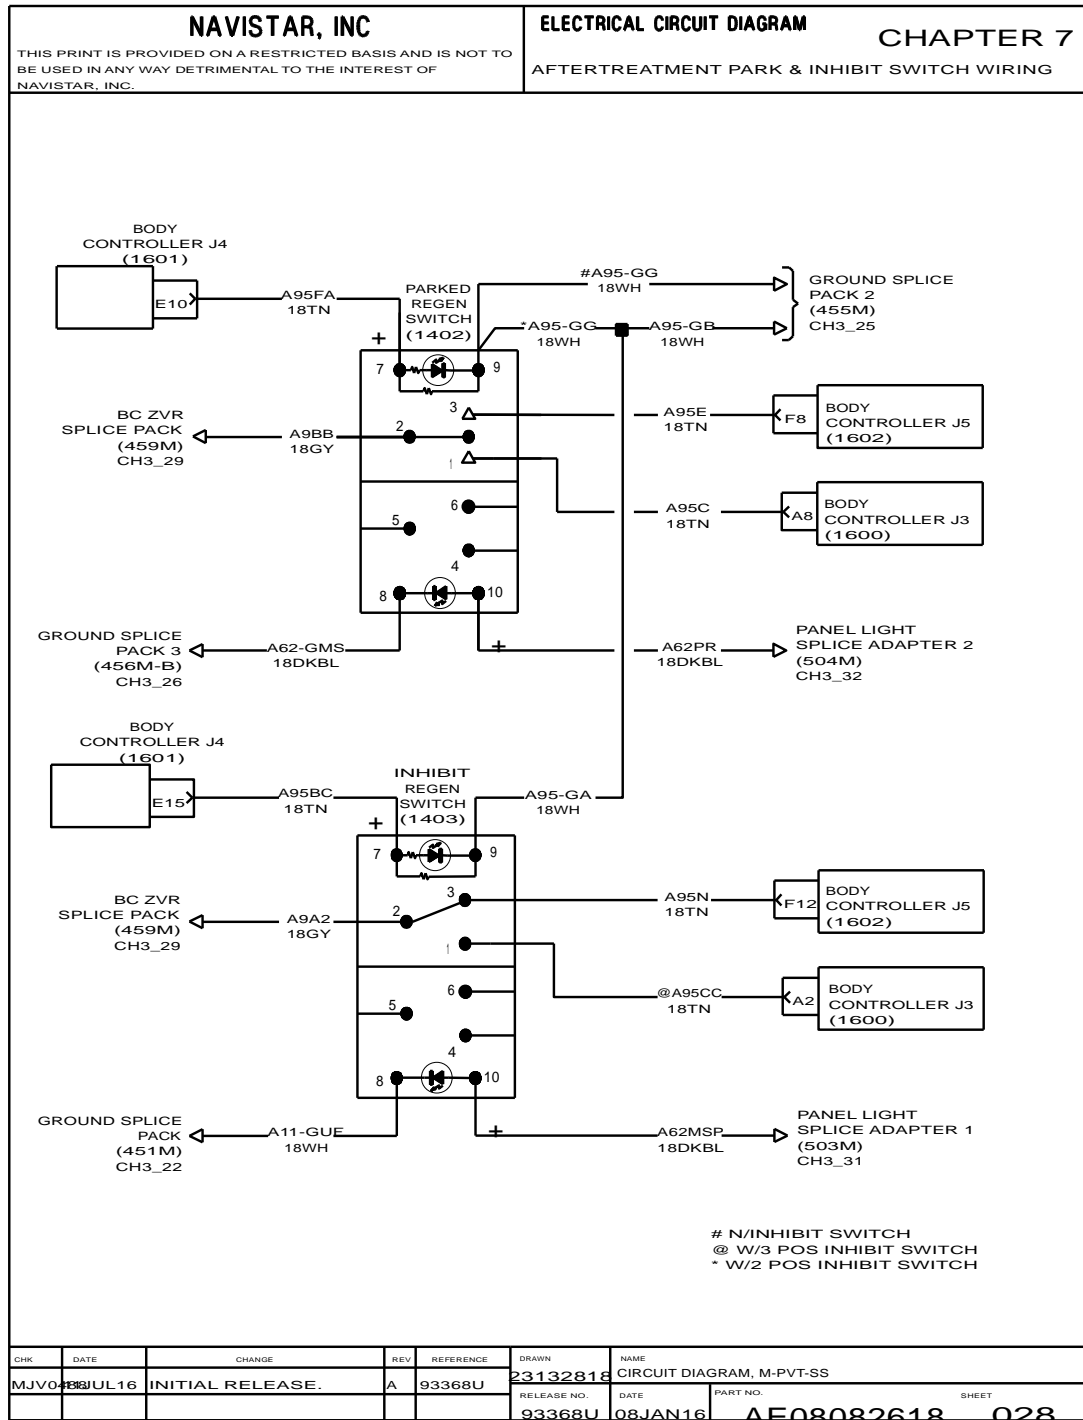 NAVISTAR, INC
THIS PRINT IS PROVIDED ON A RESTRICTED BASIS AND IS NOT TO
BE USED IN ANY WAY DETRIMENTAL TO THE INTEREST OF
NAVISTAR, INC.
ELECTRICAL CIRCUIT DIAGRAM
CHAPTER 7
AFTERTREATMENT PARK & INHIBIT SWITCH WIRING
BODY
CONTROLLER J4
(1601)
E10
A95FA
18TN
PARKED
REGEN
SWITCH
(1402)
+
#A95-GG
18WH
*A95-GG
18WH
A95-GB
18WH
GROUND SPLICE
PACK 2
(455M)
CH3_25
7
9
BC ZVR
SPLICE PACK
(459M)
CH3_29
A9BB
18GY
2
3
1
A95E
18TN
F8
BODY
CONTROLLER J5
(1602)
A95C
18TN
A8
BODY
CONTROLLER J3
(1600)
5
6
4
8
10
GROUND SPLICE
PACK 3
(456M-B)
CH3_26
A62-GMS
18DKBL
+
A62PR
18DKBL
PANEL LIGHT
SPLICE ADAPTER 2
(504M)
CH3_32
BODY
CONTROLLER J4
(1601)
E15
A95BC
18TN
INHIBIT
REGEN
SWITCH
(1403)
+
A95-GA
18WH
7
9
BC ZVR
SPLICE PACK
(459M)
CH3_29
A9A2
18GY
2
3
1
A95N
18TN
F12
BODY
CONTROLLER J5
(1602)
@A95CC
18TN
A2
BODY
CONTROLLER J3
(1600)
5
6
4
8
10
GROUND SPLICE
PACK
(451M)
CH3_22
A11-GUF
18WH
+
A62MSP
18DKBL
PANEL LIGHT
SPLICE ADAPTER 1
(503M)
CH3_31
# N/INHIBIT SWITCH
@ W/3 POS INHIBIT SWITCH
* W/2 POS INHIBIT SWITCH
CHK DATE CHANGE REV REFERENCE
JUL16 INITIAL RELEASE. A 93368U
DRAWN
23132818
NAME
CIRCUIT DIAGRAM, M-PVT-SS
RELEASE NO.
93368U
DATE
08JAN16
PART NO.
AE08082618
SHEET
028